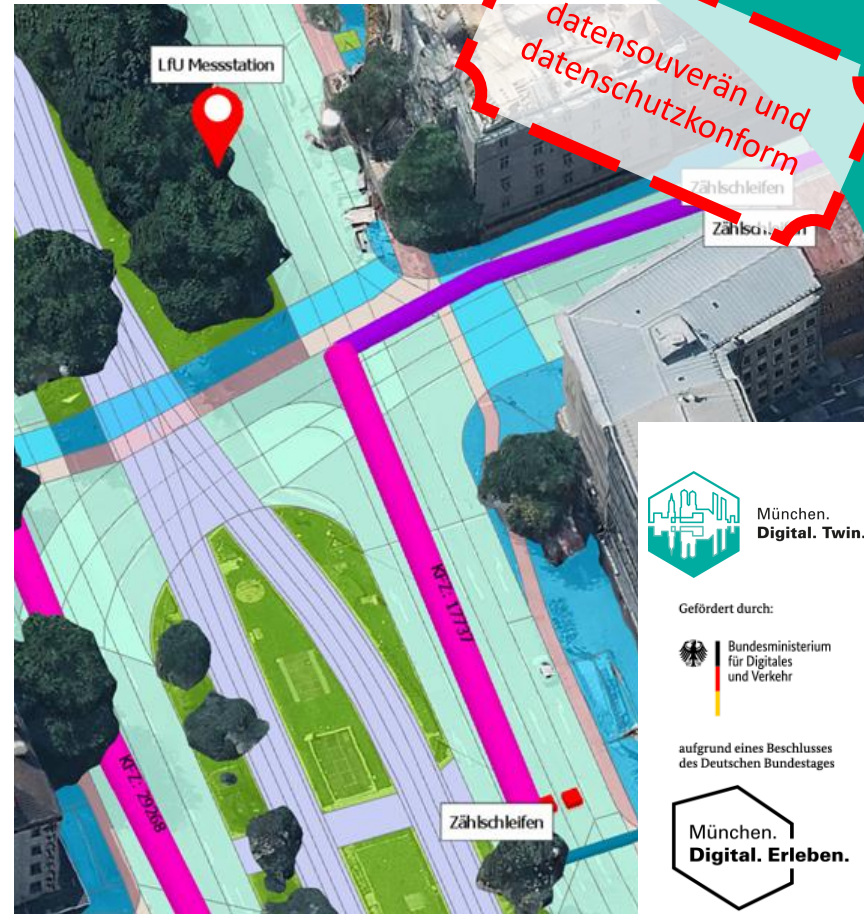 datensouverän und
datenschutzkonform
LfU Messstation
Zählschleifen
Zählschleifen
KFZ: 17737
KFZ: 29268
Zählschleifen
München.
Digital. Twin.
Gefördert durch:
Bundesministerium
für Digitales
und Verkehr
aufgrund eines Beschlusses
des Deutschen Bundestages
München.
Digital. Erleben.